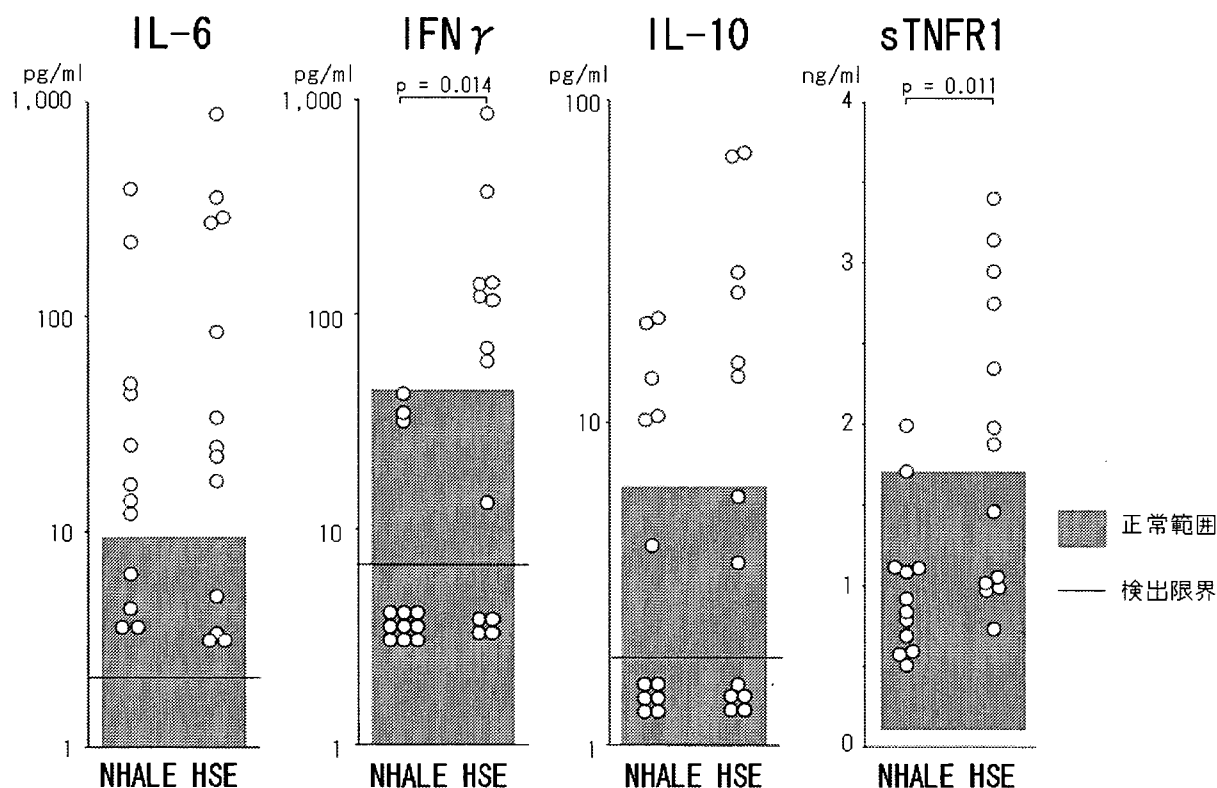 IL-6
pg/ml
1,000
100
10
1
NHALE HSE
IFNγ
pg/ml
p = 0.014
1,000
100
10
1
NHALE HSE
IL-10
pg/ml
100
10
1
NHALE HSE
sTNFR1
ng/ml
p = 0.011
4
3
2
1
0
NHALE HSE
正常範囲
検出限界